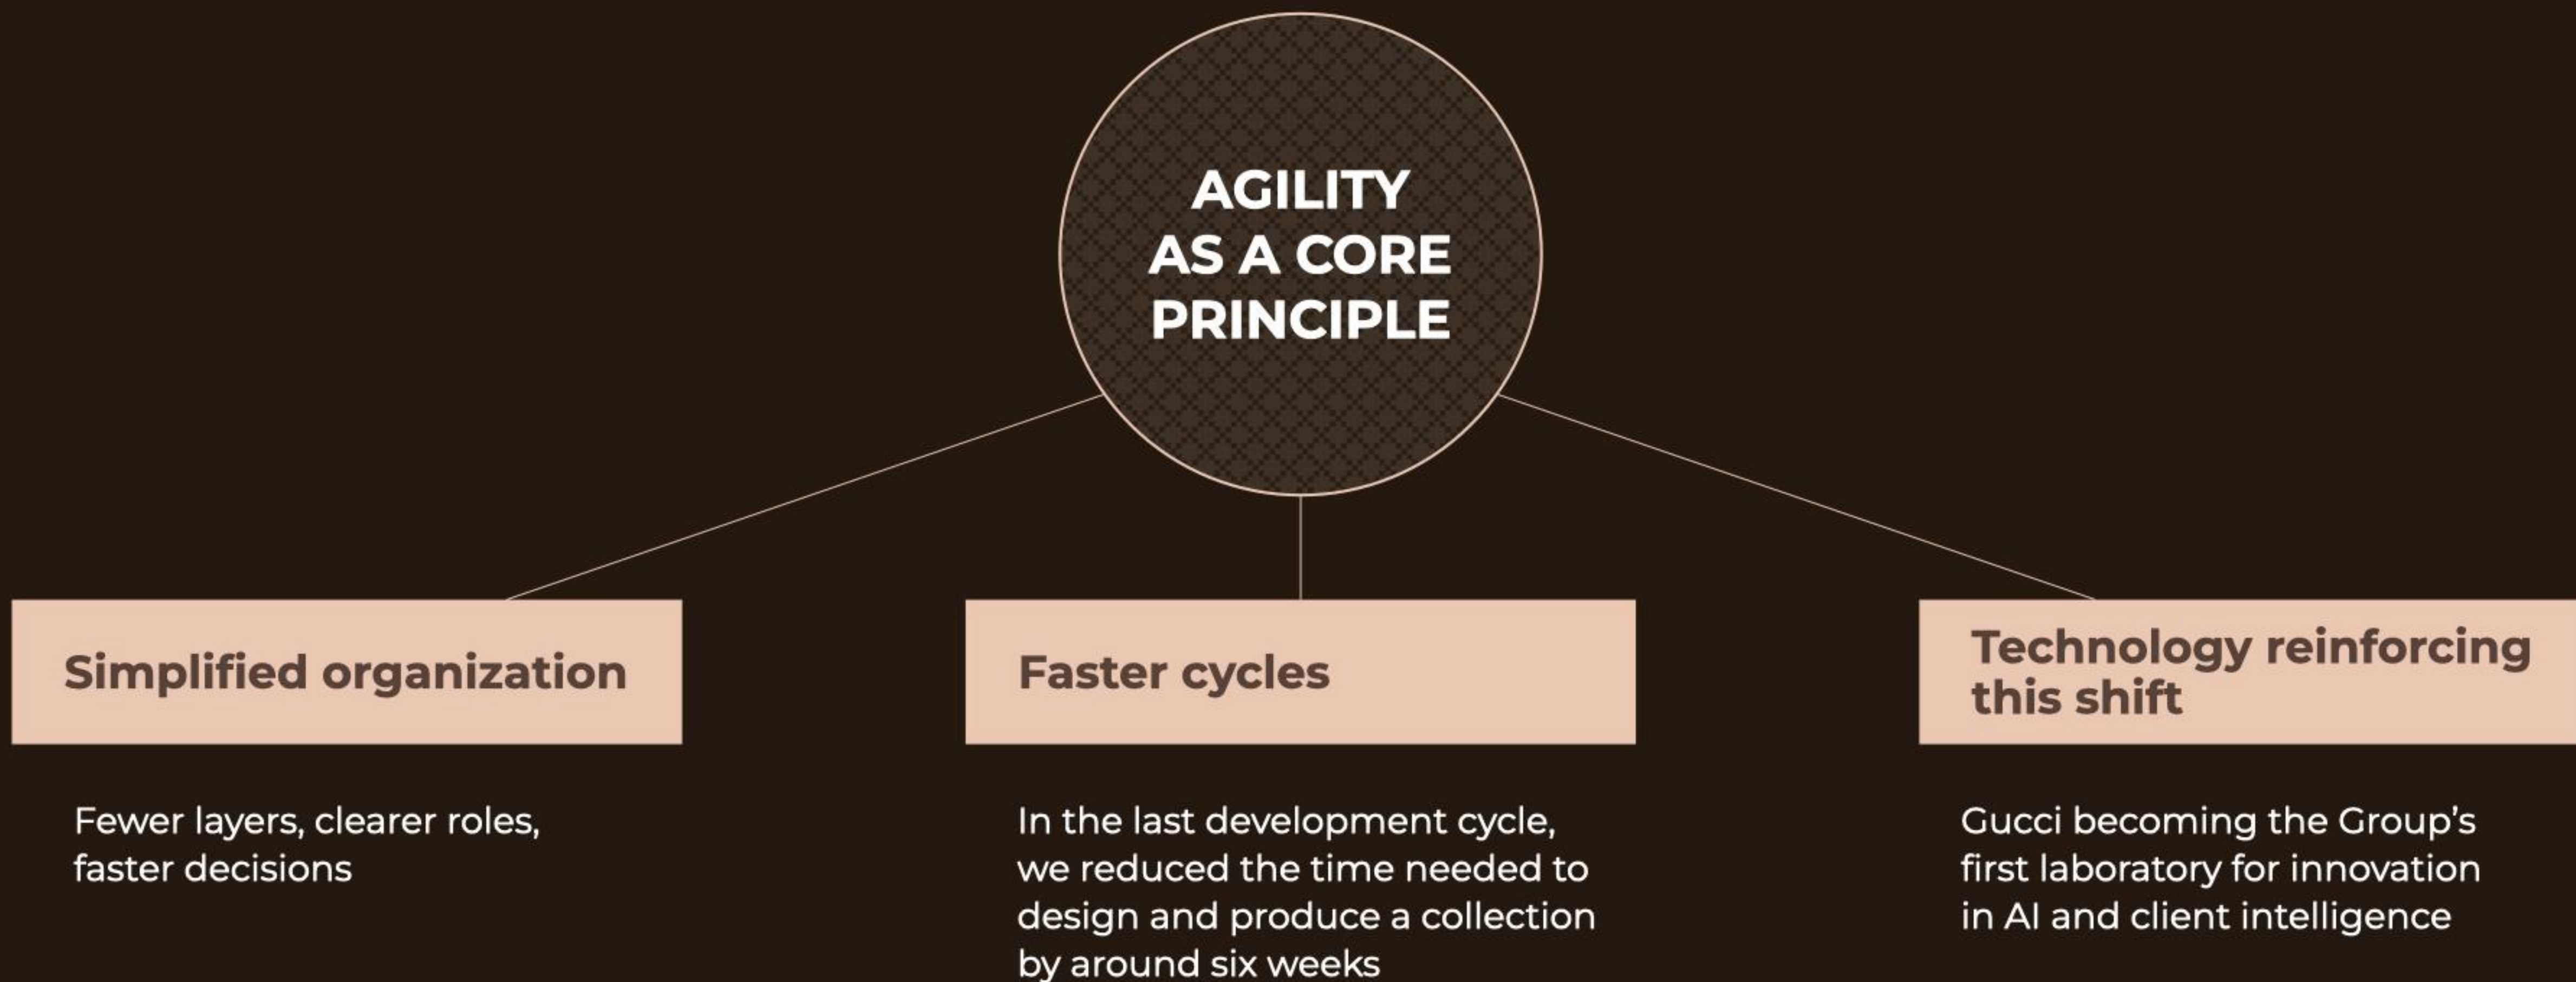 AGILITY
AS A CORE
PRINCIPLE
Simplified organization
Fewer layers, clearer roles,
faster decisions
Faster cycles
In the last development cycle,
we reduced the time needed to
design and produce a collection
by around six weeks
Technology reinforcing
this shift
Gucci becoming the Group’s
first laboratory for innovation
in AI and client intelligence